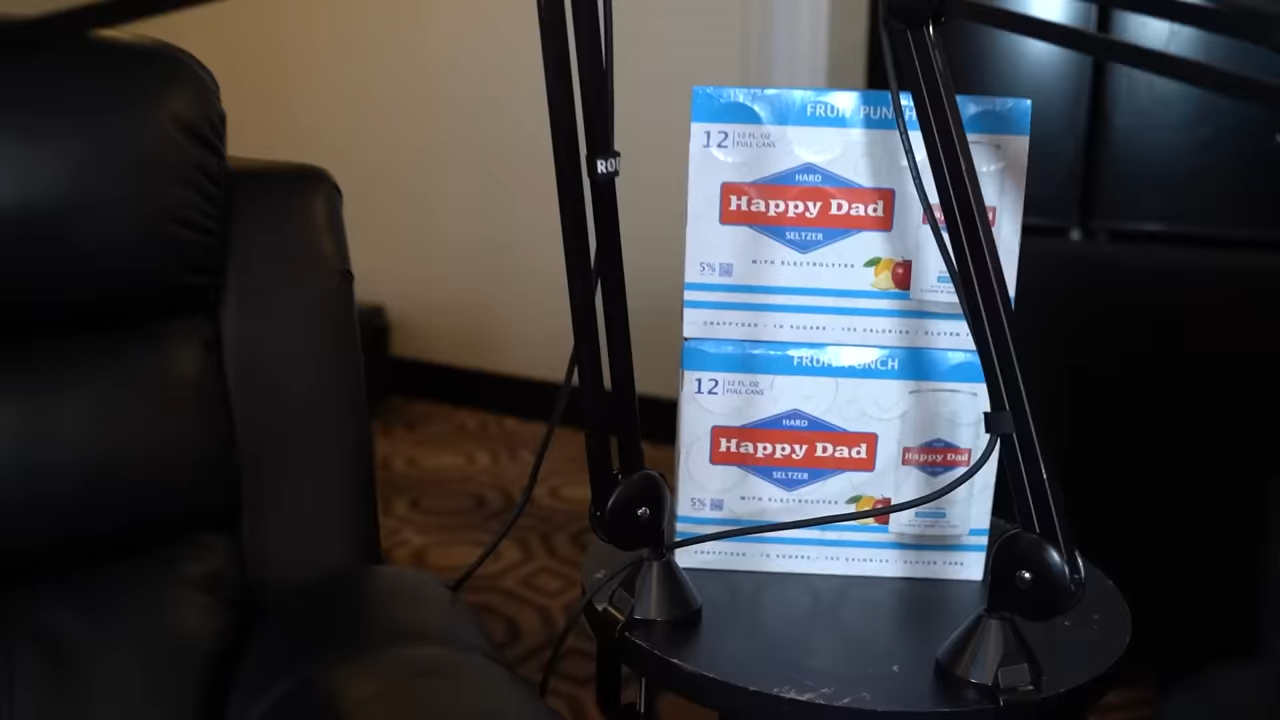 FRUIT PUNCH
12 12 FL. OZ
FULL CANS
HARD
Happy Dad
SELTZER
WITH ELECTROLYTES
5%
ROD
FRUIT PUNCH
12 12 FL. OZ
FULL CANS
HARD
Happy Dad
SELTZER
WITH ELECTROLYTES
5%
Happy Dad